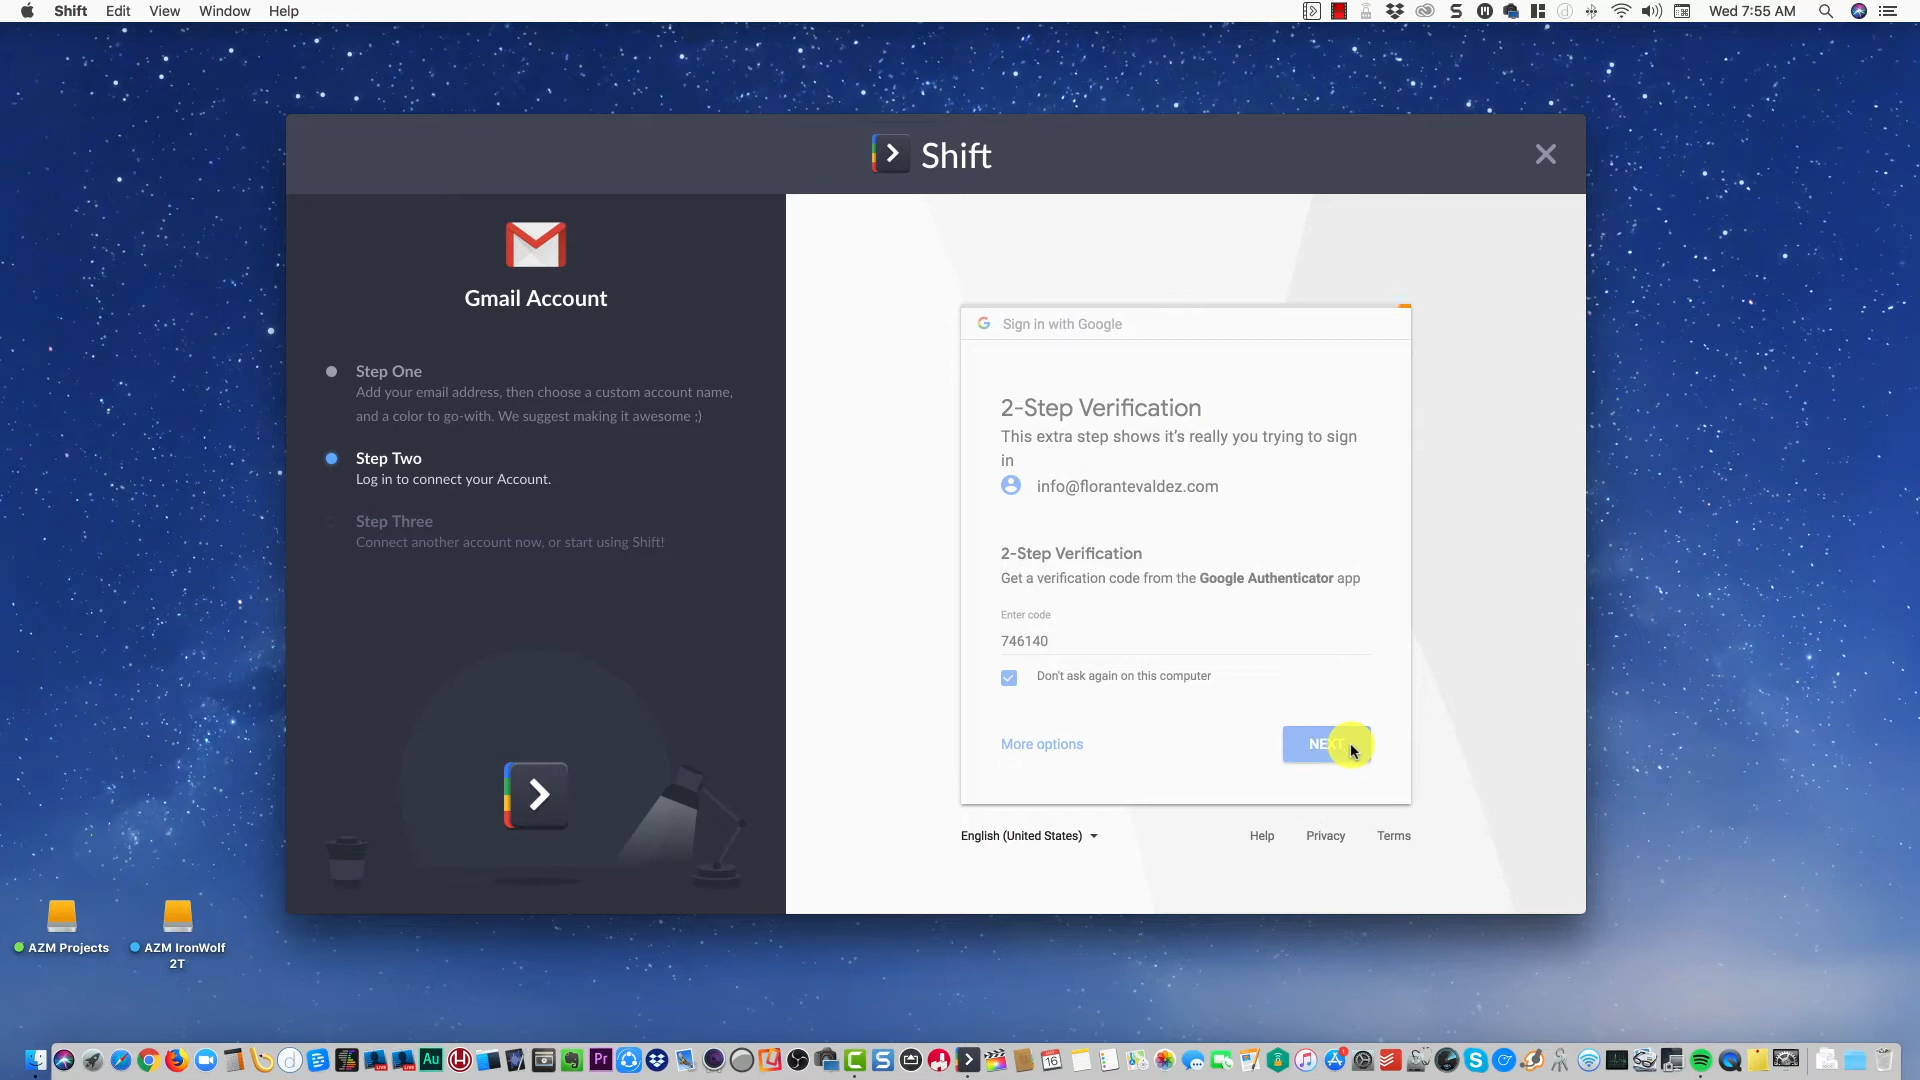 Shift Edit View Window Help
Wed 7:55 AM
Shift
Gmail Account
Step One
Add your email address, then choose a custom account name,
and a color to go-with. We suggest making it awesome ;)
Step Two
Log in to connect your Account.
Step Three
Connect another account now, or start using Shift!
Sign in with Google
2-Step Verification
This extra step shows it's really you trying to sign
in
info@florantevaldez.com
2-Step Verification
Get a verification code from the Google Authenticator app
Enter code
746140
Don't ask again on this computer
More options
NEXT
English (United States)
Help Privacy Terms
AZM Projects
AZM IronWolf
2T
Au
Pr
16